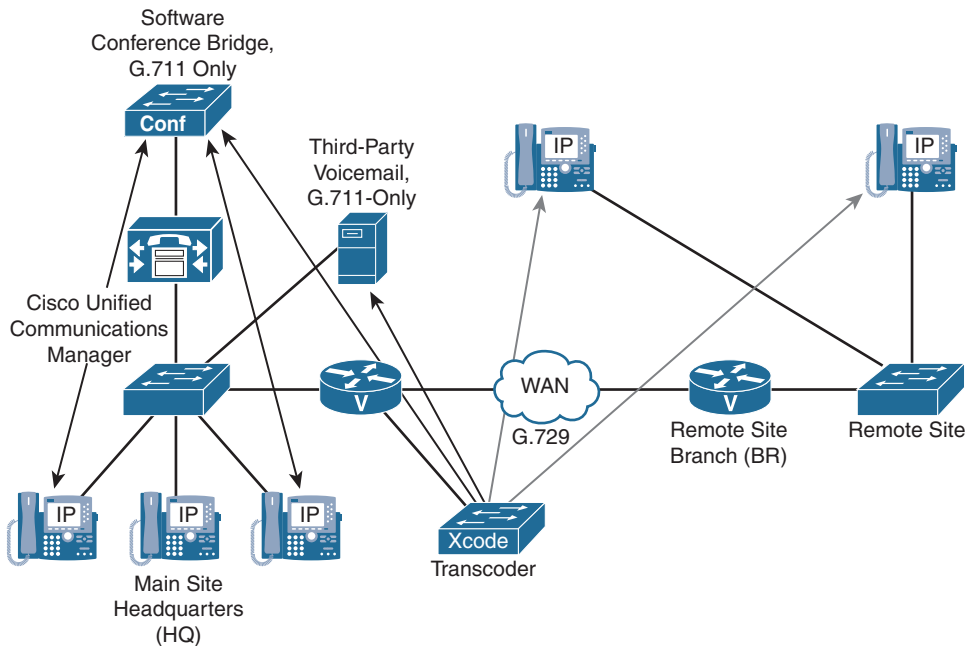 Software
Conference Bridge,
G.711 Only
Conf
Third-Party
Voicemail,
G.711-Only
IP
IP
Cisco Unified
Communications
Manager
V
WAN
G.729
V
Remote Site
Branch (BR)
Remote Site
IP
IP
IP
Xcode
Transcoder
Main Site
Headquarters
(HQ)